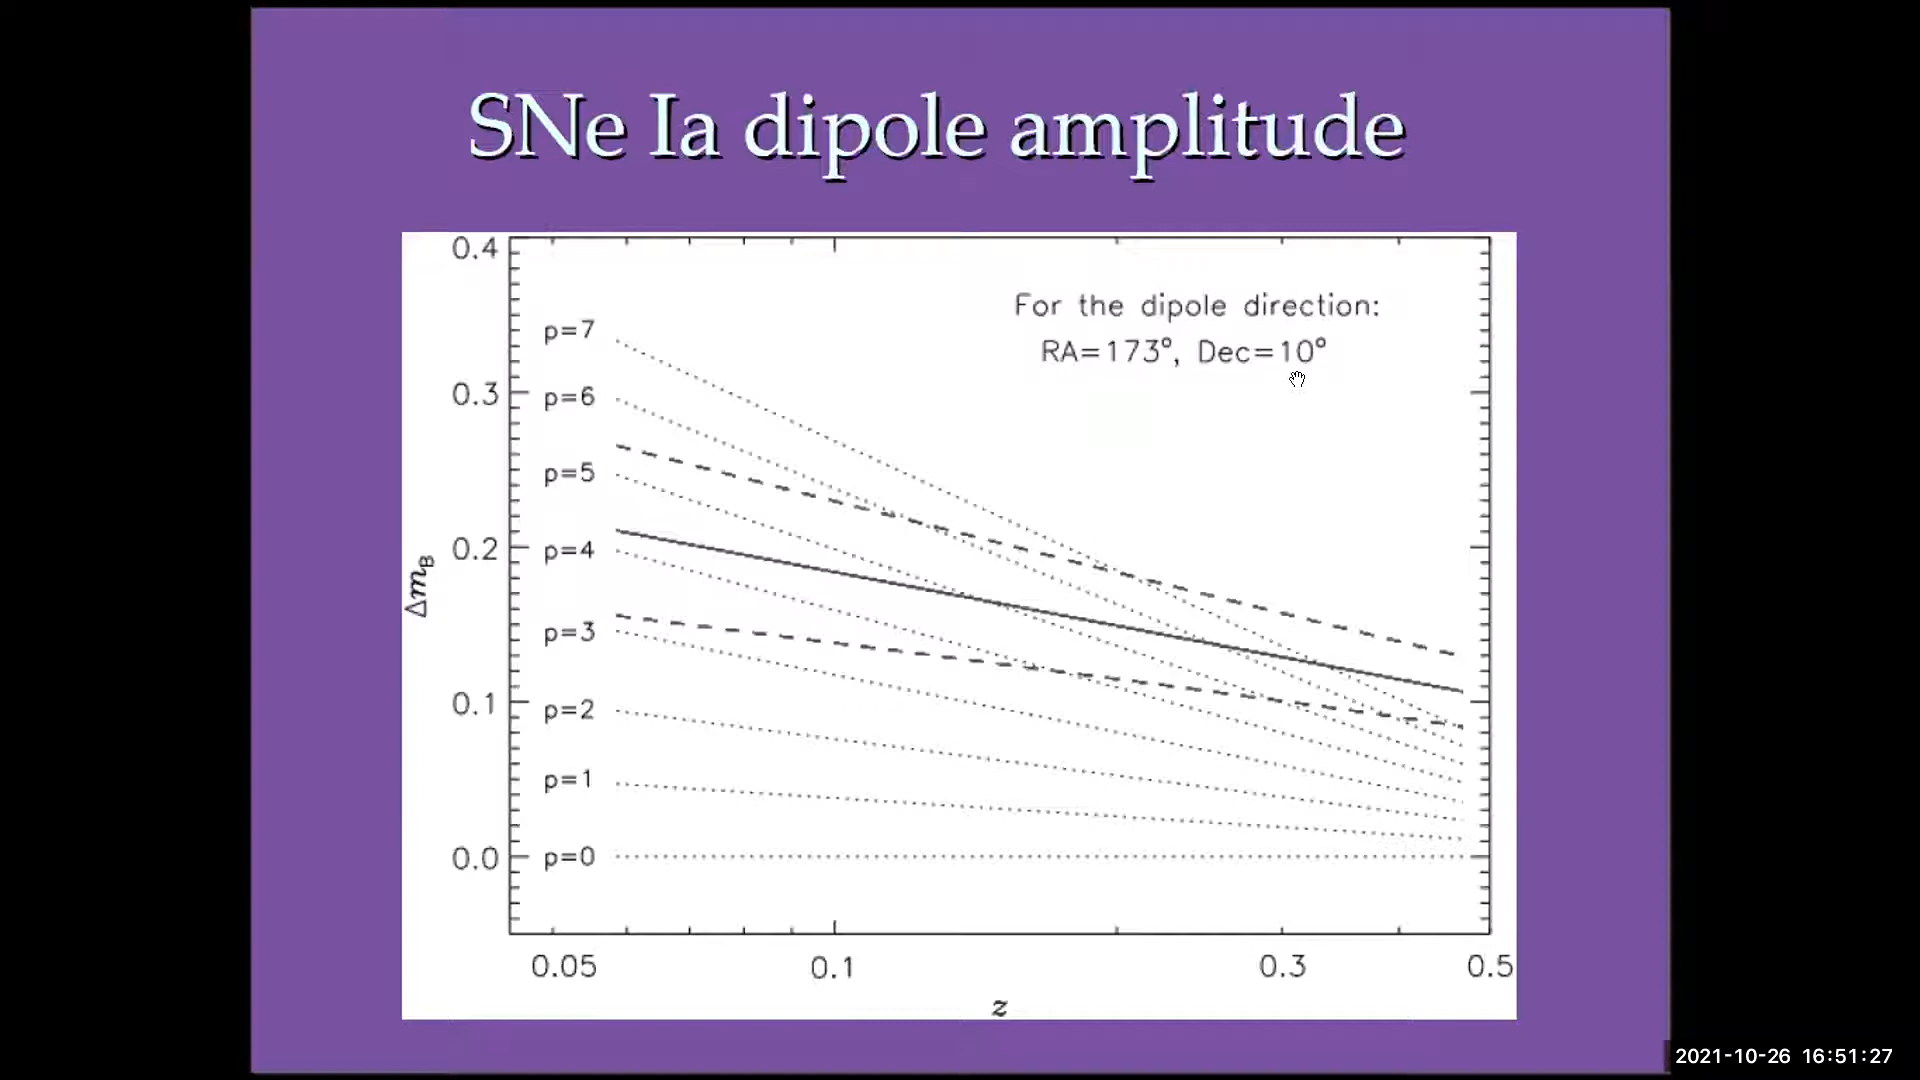 SNe Ia dipole amplitude
0.4
0.3
0.2
0.1
0.0
Δm_B
p=7
p=6
p=5
p=4
p=3
p=2
p=1
p=0
For the dipole direction:
RA=173°, Dec=10°
0.05 0.1 0.3 0.5
z
2021-10-26 16:51:27